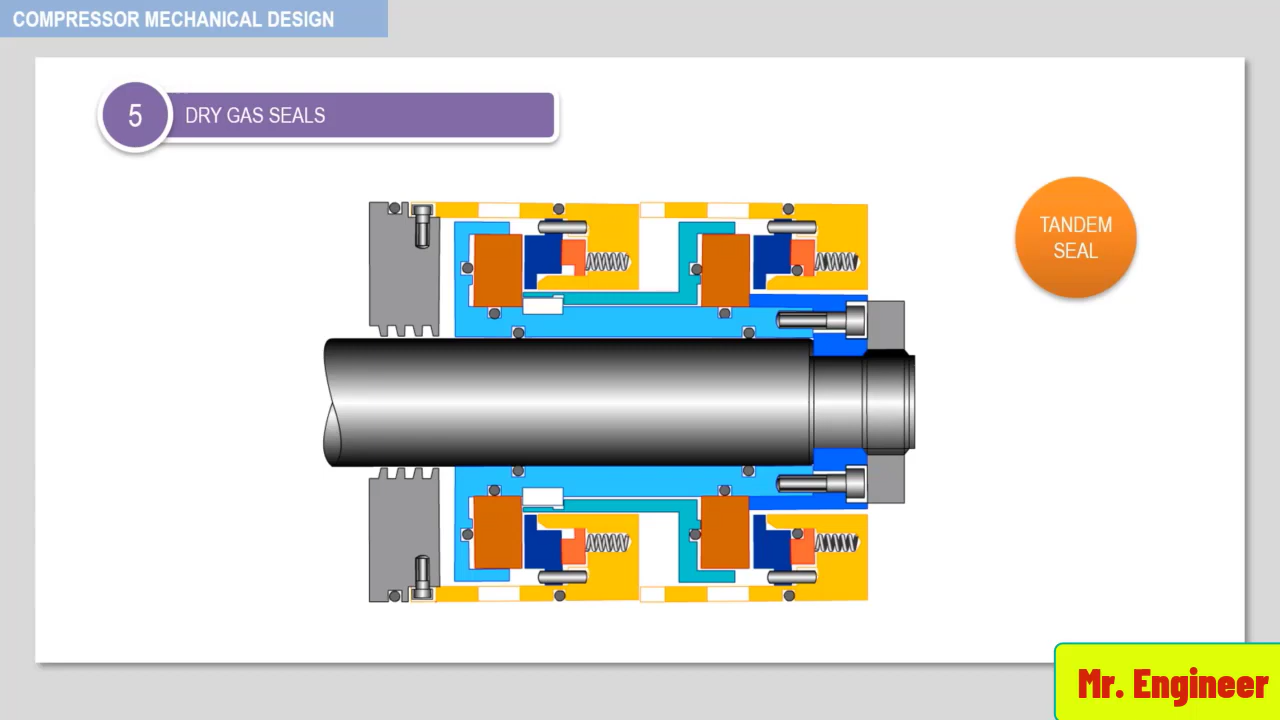 COMPRESSOR MECHANICAL DESIGN
5
DRY GAS SEALS
TANDEM
SEAL
Mr. Engineer